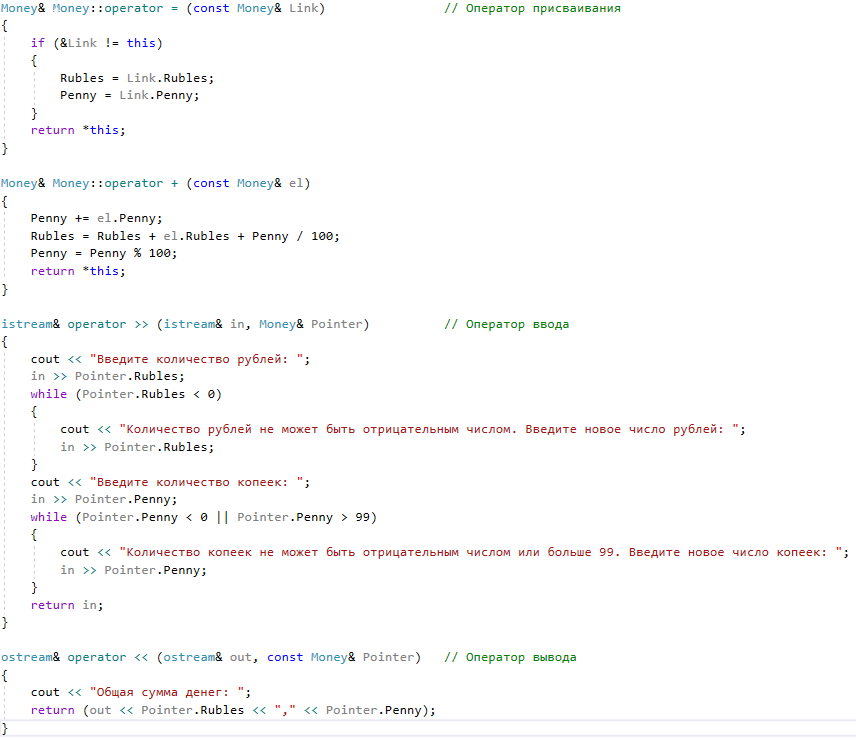 Money& Money::operator = (const Money& Link)                // Оператор присваивания
{
    if (&Link != this)
    {
        Rubles = Link.Rubles;
        Penny = Link.Penny;
    }
    return *this;
}

Money& Money::operator + (const Money& el)
{
    Penny += el.Penny;
    Rubles = Rubles + el.Rubles + Penny / 100;
    Penny = Penny % 100;
    return *this;
}

istream& operator >> (istream& in, Money& Pointer)          // Оператор ввода
{
    cout << "Введите количество рублей: ";
    in >> Pointer.Rubles;
    while (Pointer.Rubles < 0)
    {
        cout << "Количество рублей не может быть отрицательным числом. Введите новое число рублей: ";
        in >> Pointer.Rubles;
    }
    cout << "Введите количество копеек: ";
    in >> Pointer.Penny;
    while (Pointer.Penny < 0 || Pointer.Penny > 99)
    {
        cout << "Количество копеек не может быть отрицательным числом или больше 99. Введите новое число копеек: ";
        in >> Pointer.Penny;
    }
    return in;
}

ostream& operator << (ostream& out, const Money& Pointer)   // Оператор вывода
{
    cout << "Общая сумма денег: ";
    return (out << Pointer.Rubles << "," << Pointer.Penny);
}